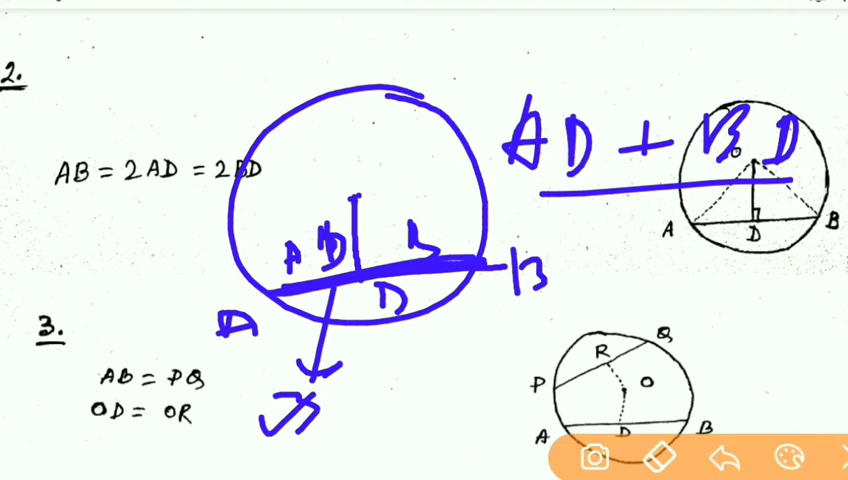 2.
AB = 2AD = 2BD
AD + BD
O
A
D
B
A
D
B
D
A
B
3.
AB = PQ
OD = OR
P
R
Q
O
A
D
B